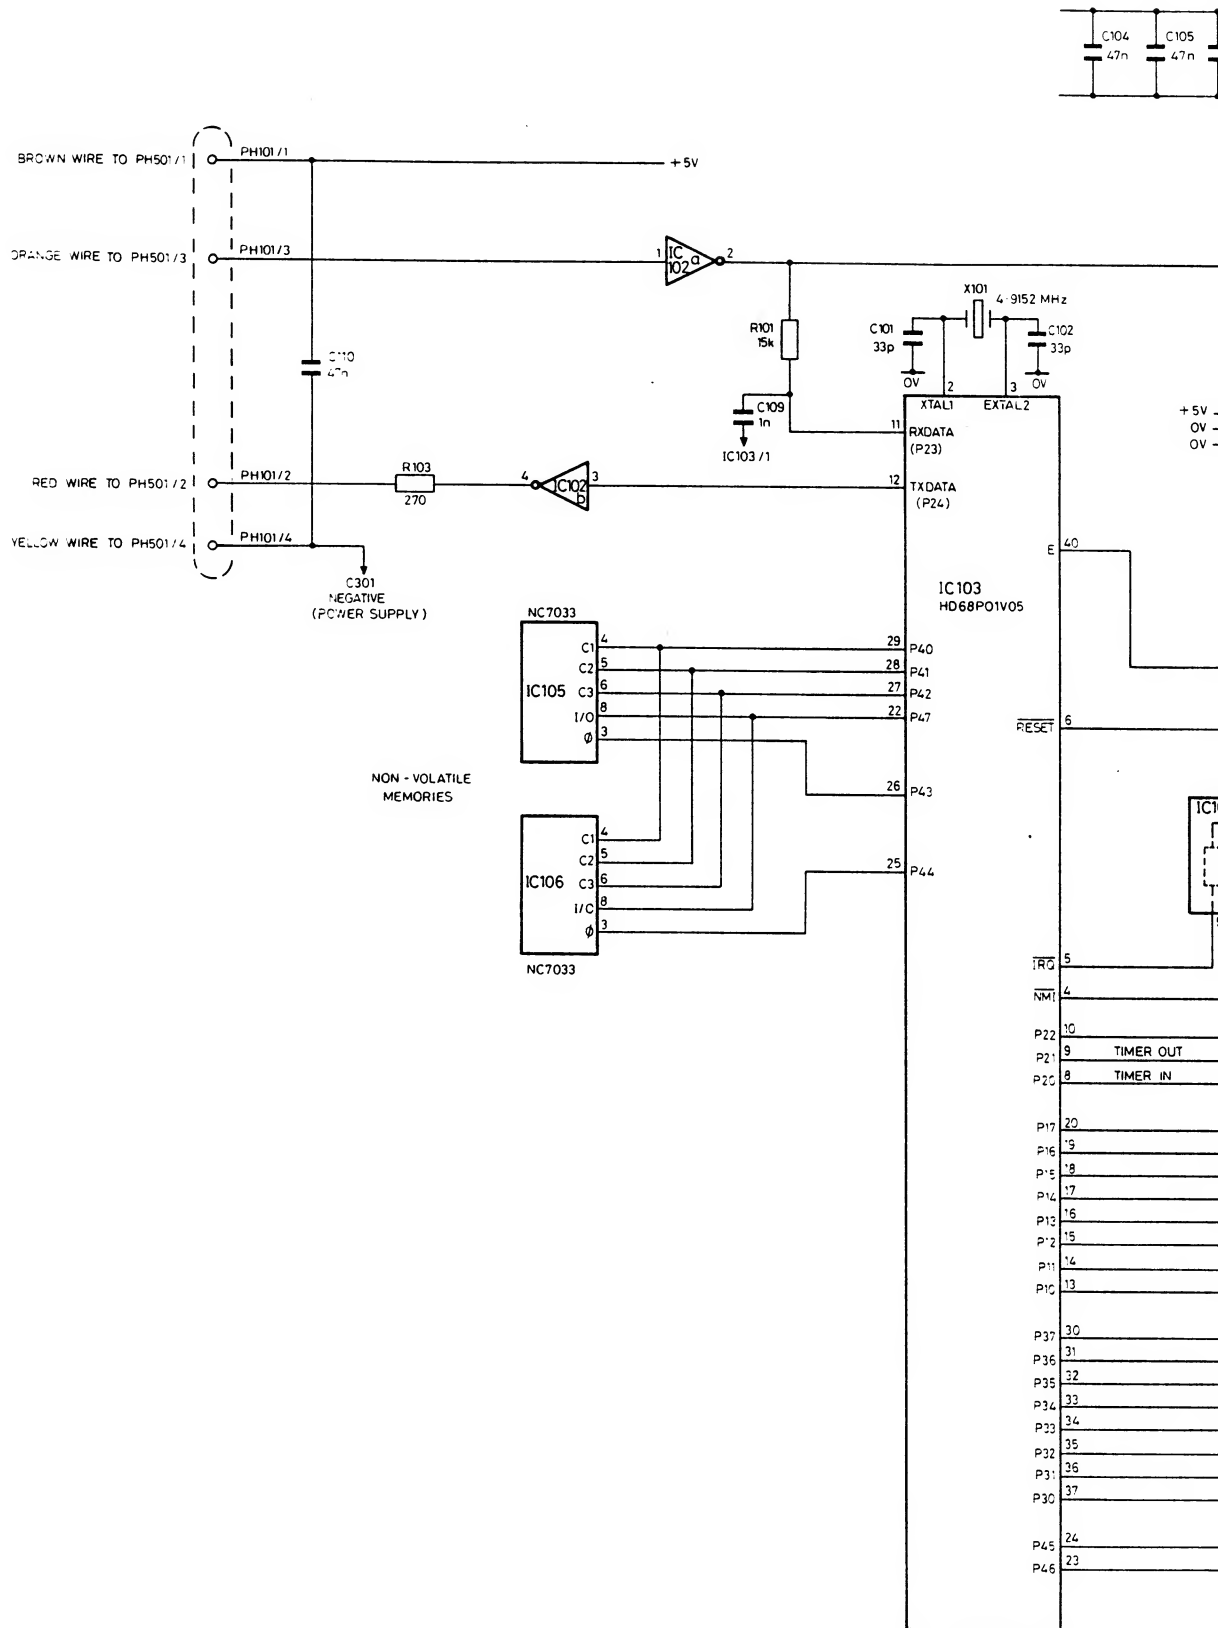 C104
47n
C105
47n
BROWN WIRE TO PH501/1
PH101/1
+5V
ORANGE WIRE TO PH501/3
PH101/3
1
IC
102 a
2
X101
4·9152 MHz
R101
15k
C101
33p
C102
33p
0V
0V
2
3
C110
47n
C109
1n
IC103/1
XTAL1
EXTAL2
+5V
0V
0V
11
RXDATA
(P23)
RED WIRE TO PH501/2
PH101/2
R103
270
4
IC102
b
3
12
TXDATA
(P24)
YELLOW WIRE TO PH501/4
PH101/4
C301
NEGATIVE
(POWER SUPPLY)
E
40
IC103
HD68P01V05
NC7033
IC105
C1
4
C2
5
C3
6
I/O
8
ϕ
3
29
P40
28
P41
27
P42
22
P47
RESET
6
NON-VOLATILE
MEMORIES
26
P43
IC106
C1
4
C2
5
C3
6
I/O
8
ϕ
3
NC7033
25
P44
IRQ
5
NMI
4
P22
10
P21
9
TIMER OUT
P20
8
TIMER IN
P17
20
P16
19
P15
18
P14
17
P13
16
P12
15
P11
14
P10
13
P37
30
P36
31
P35
32
P34
33
P33
34
P32
35
P31
36
P30
37
P45
24
P46
23